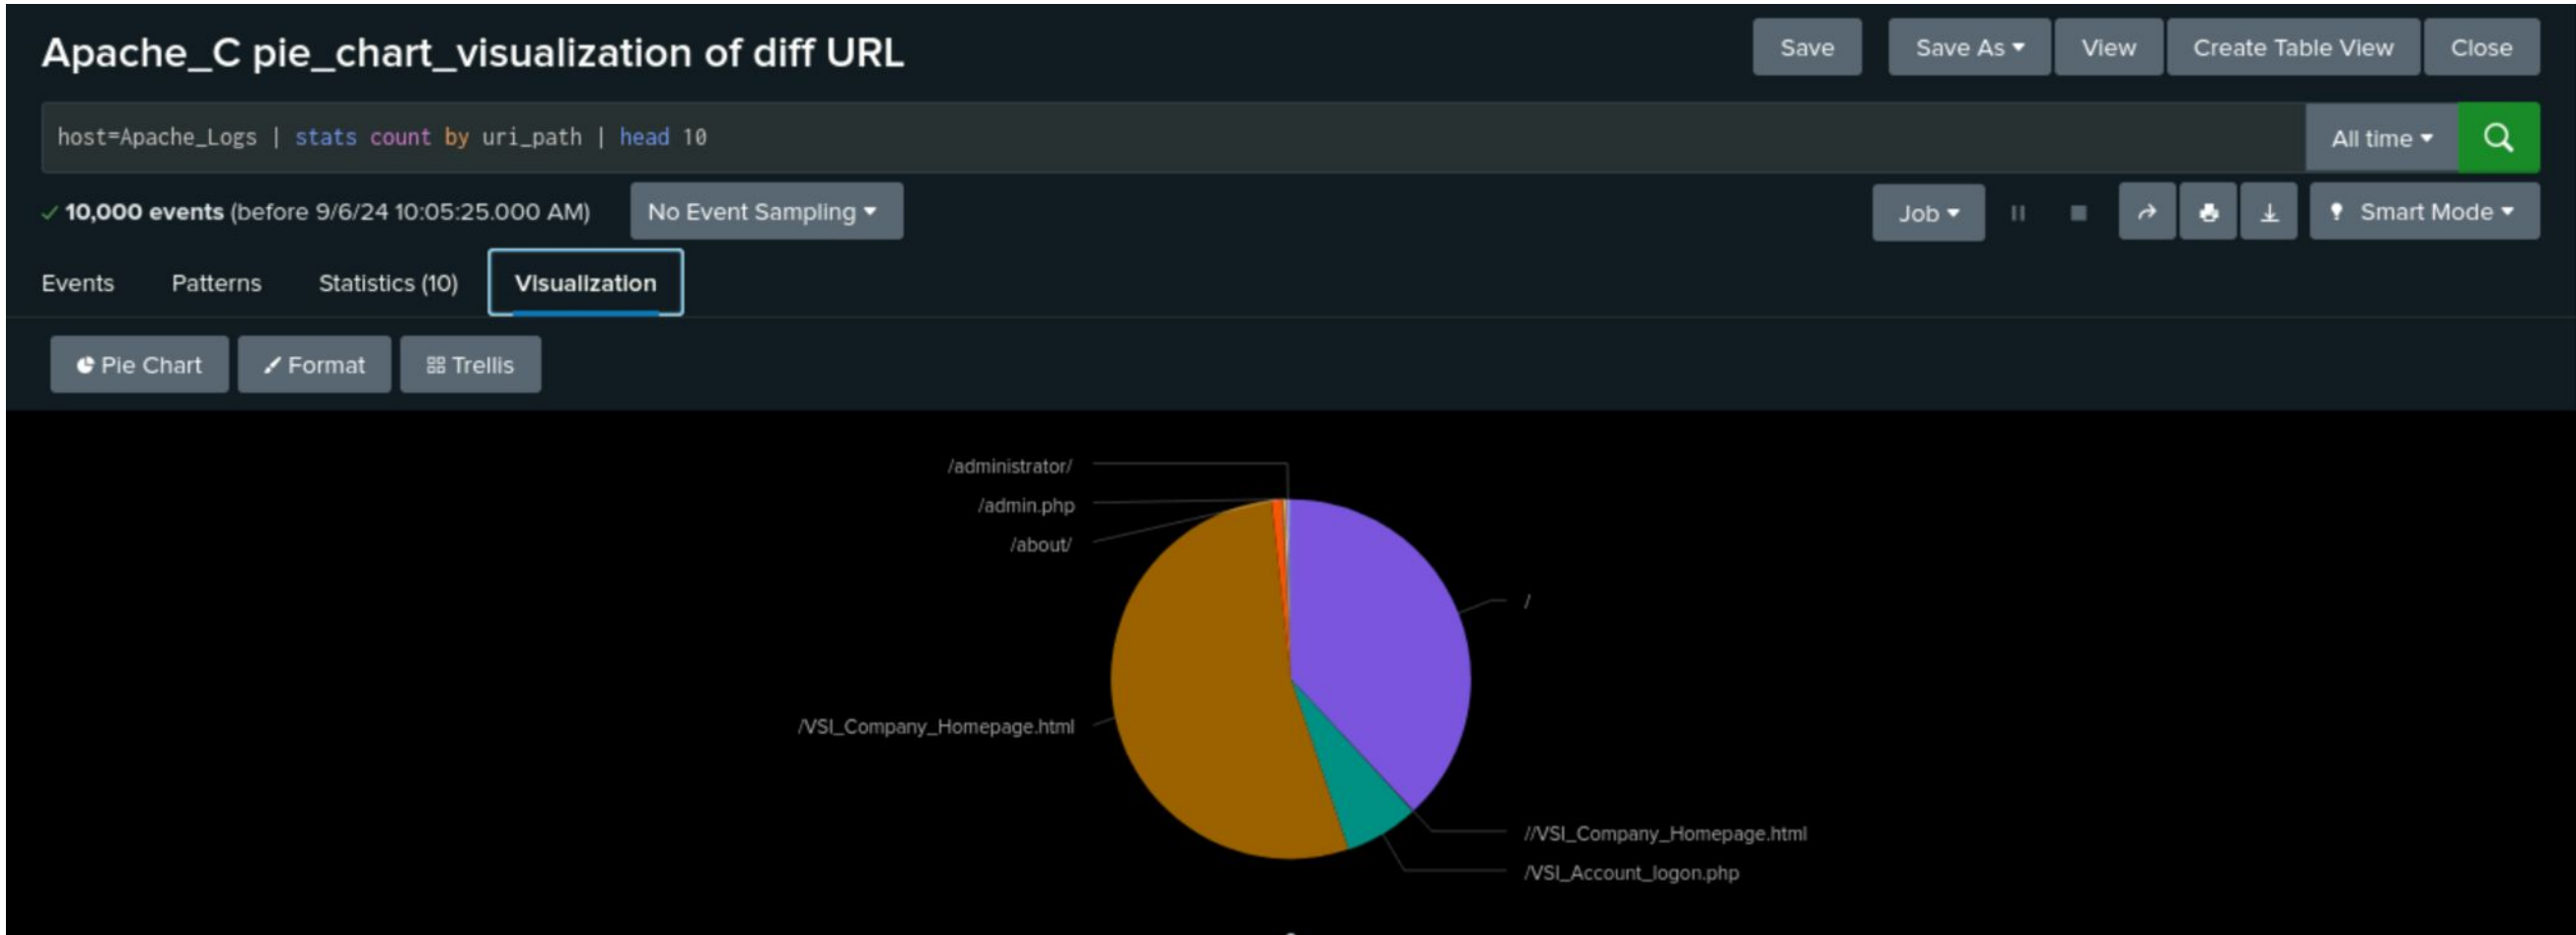 Apache_C pie_chart_visualization of diff URL
Save Save As View Create Table View Close
host=Apache_Logs | stats count by uri_path | head 10
All time
10,000 events (before 9/6/24 10:05:25.000 AM) No Event Sampling
Job Smart Mode
Events Patterns Statistics (10) Visualization
Pie Chart Format Trellis
/administrator/
/admin.php
/about/
/
/VSI_Company_Homepage.html
//VSI_Company_Homepage.html
/VSI_Account_logon.php